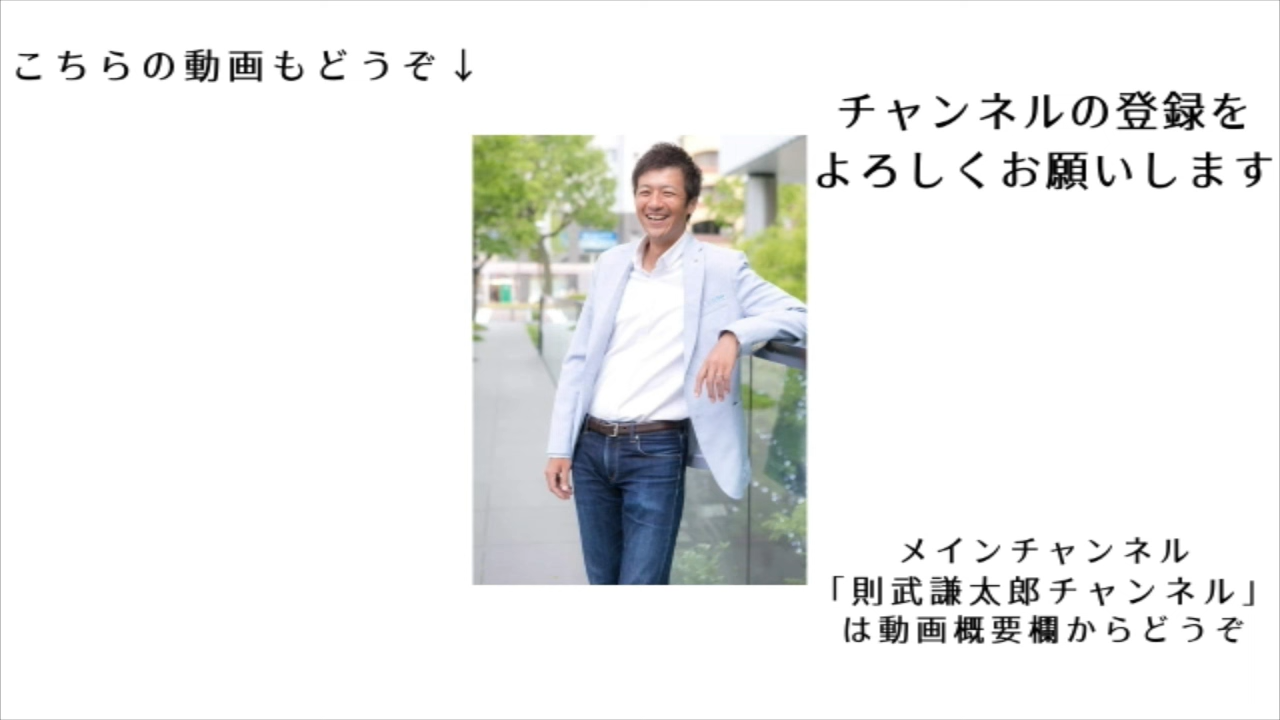 こちらの動画もどうぞ↓
チャンネルの登録を
よろしくお願いします
メインチャンネル
「則武謙太郎チャンネル」
は動画概要欄からどうぞ